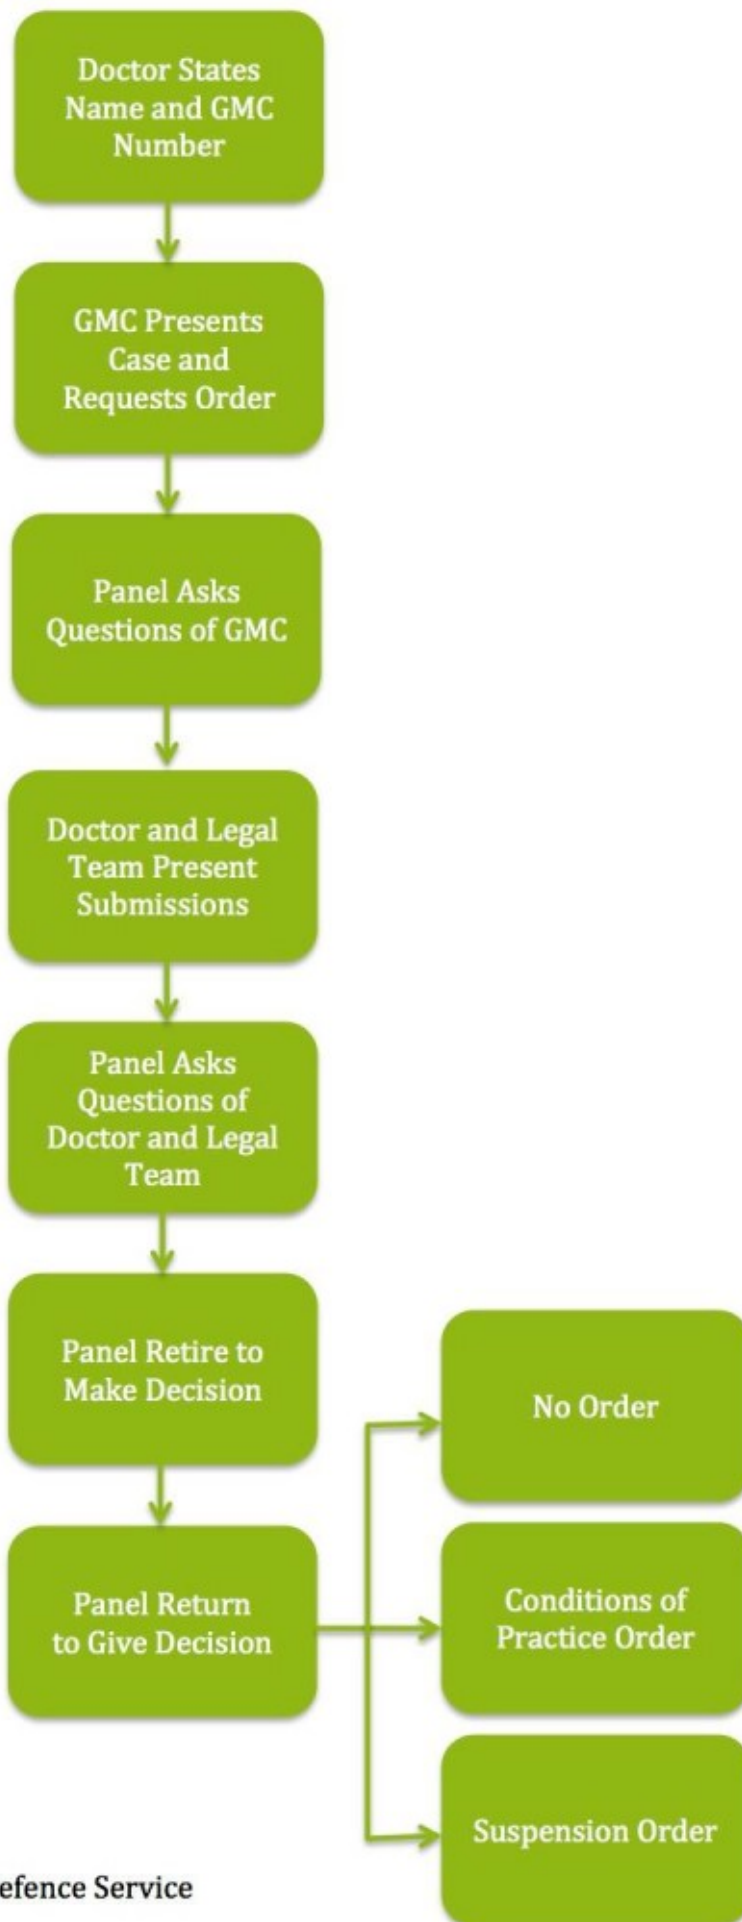 Doctor States
Name and GMC
Number
GMC Presents
Case and
Requests Order
Panel Asks
Questions of GMC
Doctor and Legal
Team Present
Submissions
Panel Asks
Questions of
Doctor and Legal
Team
Panel Retire to
Make Decision
Panel Return
to Give Decision
No Order
Conditions of
Practice Order
Suspension Order
Service